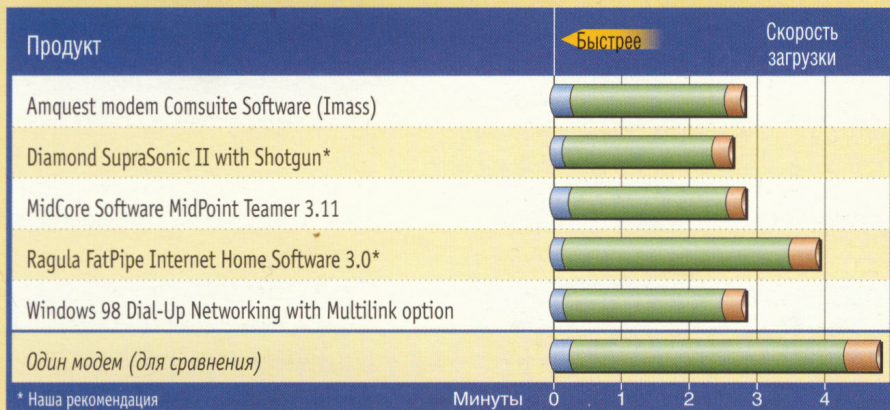 Продукт
Быстрее
Скорость
загрузки
Amquest modem Comsuite Software (Imass)
Diamond SupraSonic II with Shotgun*
MidCore Software MidPoint Teamer 3.11
Ragula FatPipe Internet Home Software 3.0*
Windows 98 Dial-Up Networking with Multilink option
Один модем (для сравнения)
* Наша рекомендация
Минуты 0 1 2 3 4